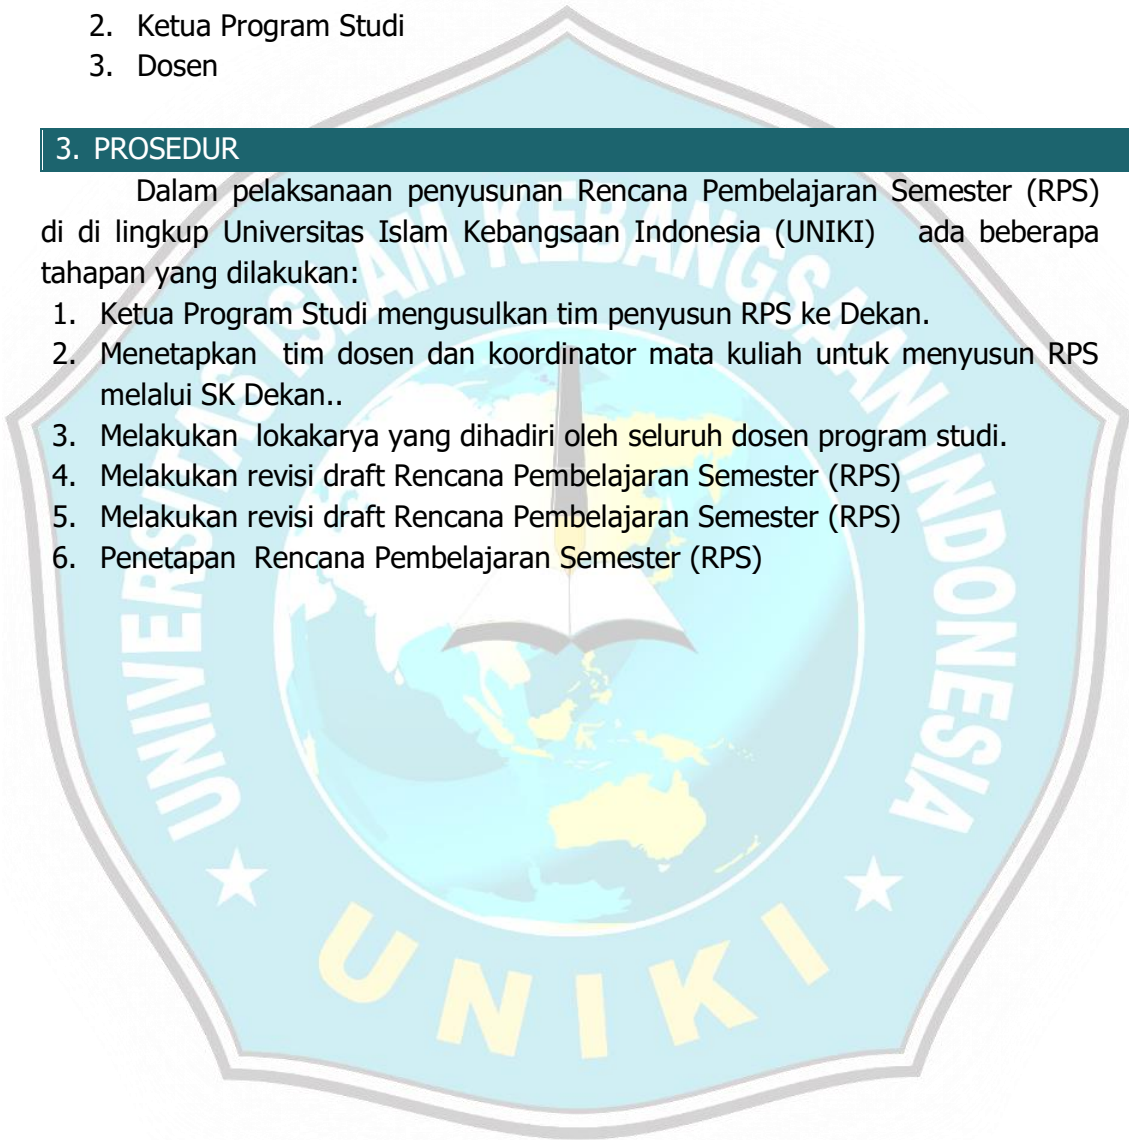 2. Ketua Program Studi
3. Dosen
3. PROSEDUR
Dalam pelaksanaan penyusunan Rencana Pembelajaran Semester (RPS)
di di lingkup Universitas Islam Kebangsaan Indonesia (UNIKI) ada beberapa
tahapan yang dilakukan:
1. Ketua Program Studi mengusulkan tim penyusun RPS ke Dekan.
2. Menetapkan tim dosen dan koordinator mata kuliah untuk menyusun RPS
melalui SK Dekan..
3. Melakukan lokakarya yang dihadiri oleh seluruh dosen program studi.
4. Melakukan revisi draft Rencana Pembelajaran Semester (RPS)
5. Melakukan revisi draft Rencana Pembelajaran Semester (RPS)
6. Penetapan Rencana Pembelajaran Semester (RPS)
UNIVERSITAS ISLAM KEBANGSAAN INDONESIA
UNIKI